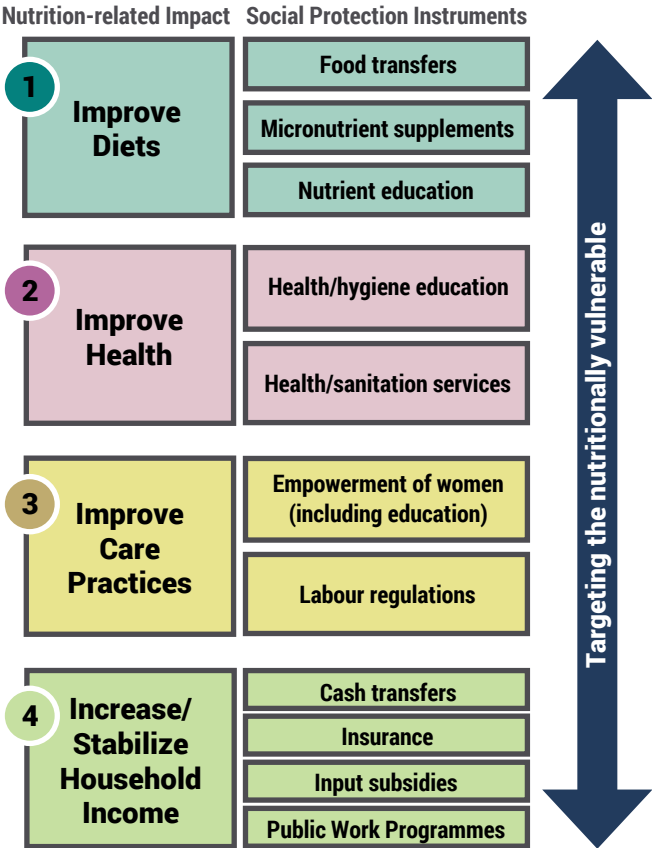 Nutrition-related Impact
Social Protection Instruments
1
Improve
Diets
Food transfers
Micronutrient supplements
Nutrient education
2
Improve
Health
Health/hygiene education
Health/sanitation services
3
Improve
Care
Practices
Empowerment of women
(including education)
Labour regulations
4
Increase/
Stabilize
Household
Income
Cash transfers
Insurance
Input subsidies
Public Work Programmes
Targeting the nutritionally vulnerable